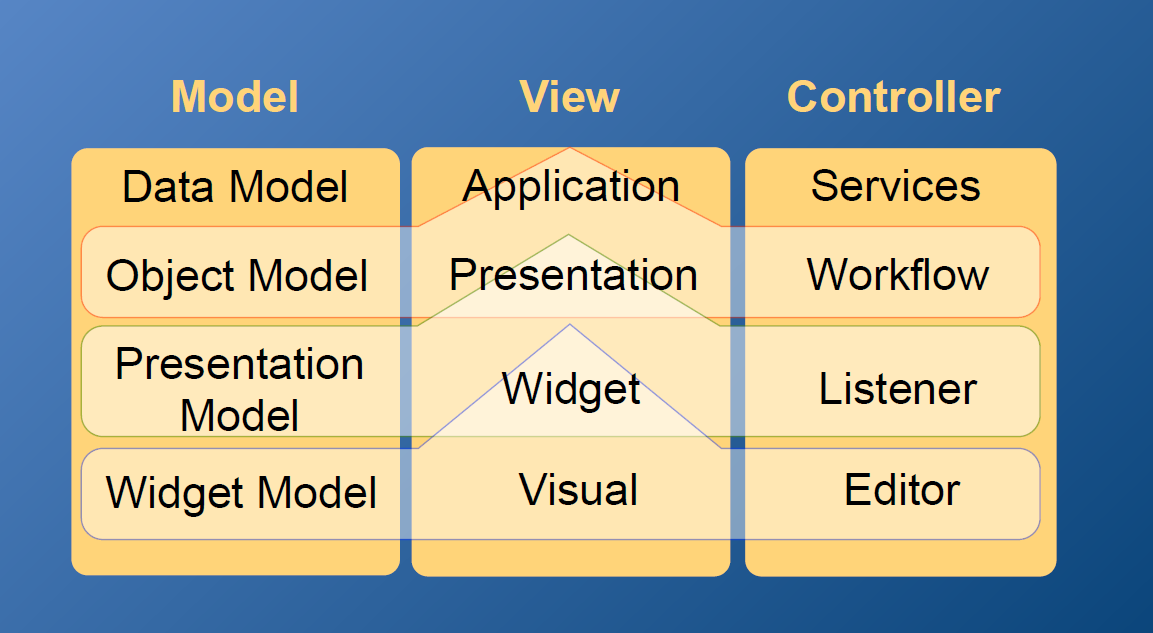 Model View Controller
Data Model Application Services
Object Model Presentation Workflow
Presentation
Model Widget Listener
Widget Model Visual Editor